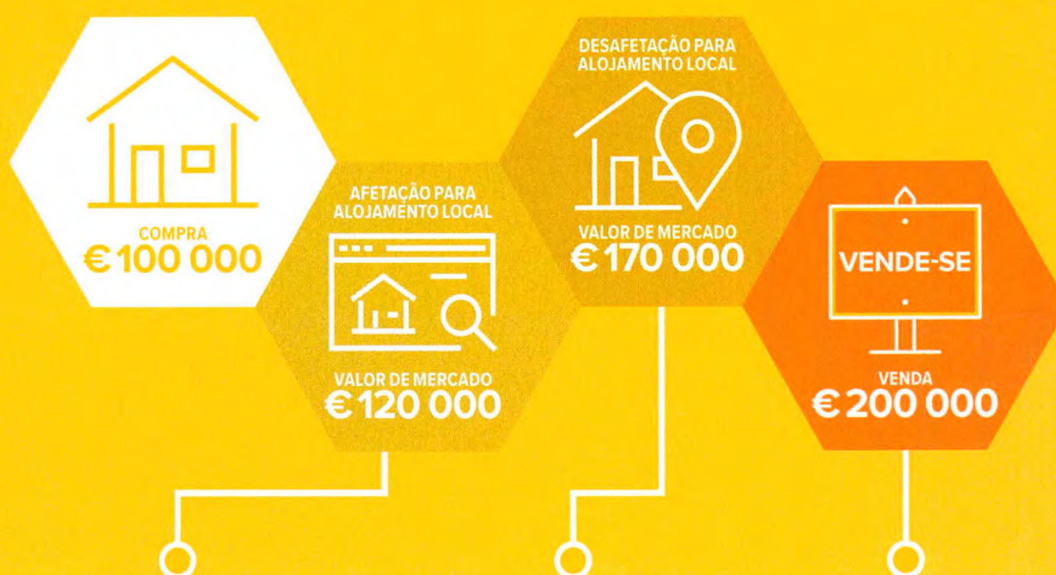 COMPRA
€ 100 000
AFETAÇÃO PARA
ALOJAMENTO LOCAL
VALOR DE MERCADO
€ 120 000
DESAFETAÇÃO PARA
ALOJAMENTO LOCAL
VALOR DE MERCADO
€ 170 000
VENDE-SE
VENDA
€ 200 000